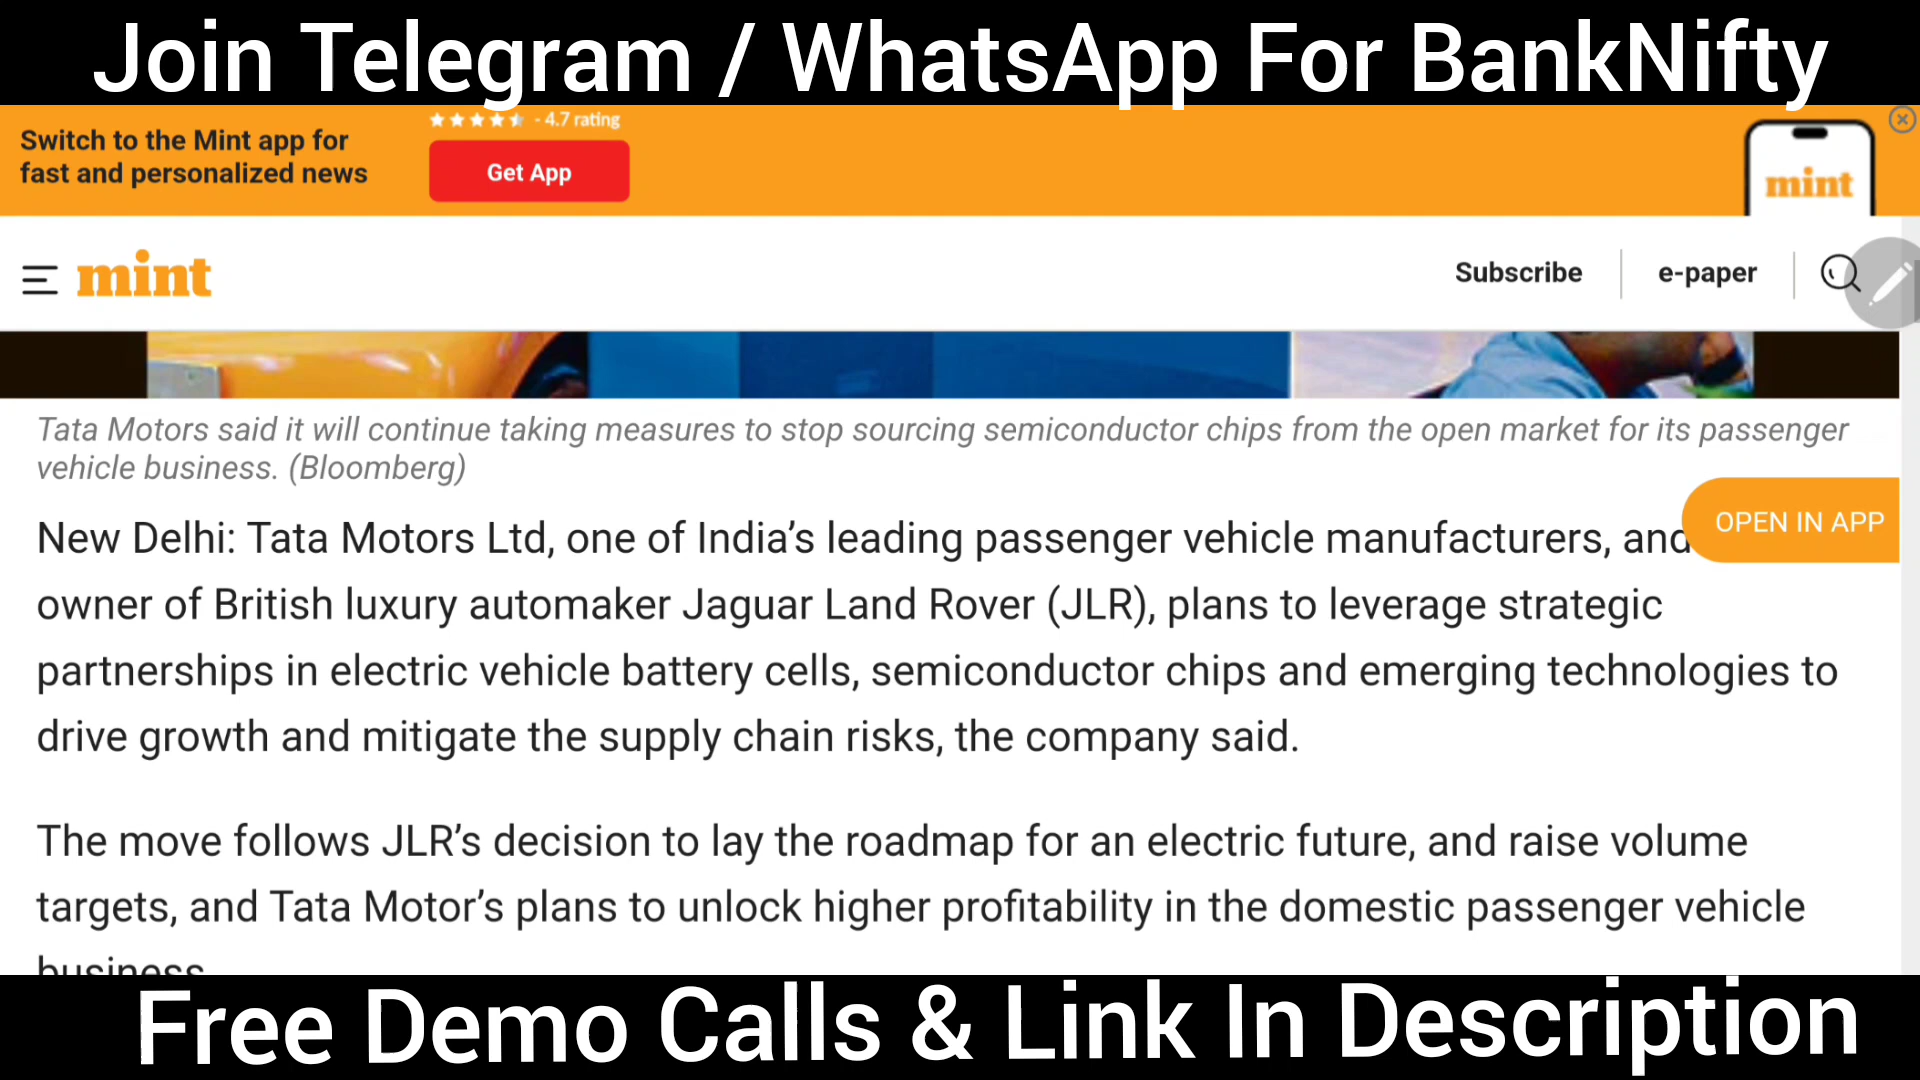 Join Telegram / WhatsApp For BankNifty
Switch to the Mint app for
fast and personalized news
- 4.7 rating
Get App
mint
mint
Subscribe
e-paper
Tata Motors said it will continue taking measures to stop sourcing semiconductor chips from the open market for its passenger
vehicle business. (Bloomberg)
OPEN IN APP
New Delhi: Tata Motors Ltd, one of India’s leading passenger vehicle manufacturers, and
owner of British luxury automaker Jaguar Land Rover (JLR), plans to leverage strategic
partnerships in electric vehicle battery cells, semiconductor chips and emerging technologies to
drive growth and mitigate the supply chain risks, the company said.
The move follows JLR’s decision to lay the roadmap for an electric future, and raise volume
targets, and Tata Motor’s plans to unlock higher profitability in the domestic passenger vehicle
business.
Free Demo Calls & Link In Description